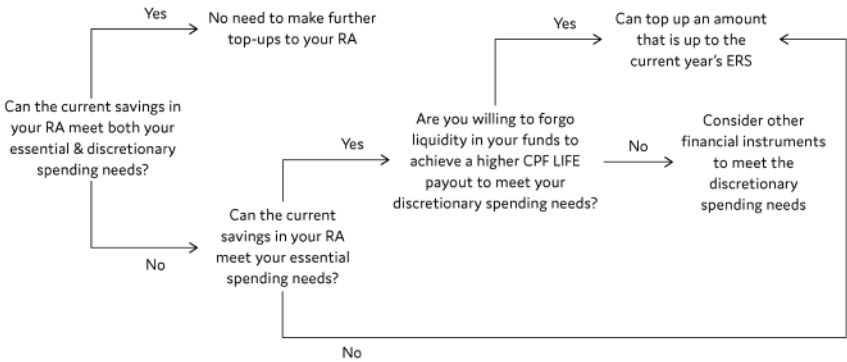 Can the current savings in
your RA meet both your
essential & discretionary
spending needs?
Yes
No need to make further
top-ups to your RA
No
Can the current
savings in your RA
meet your essential
spending needs?
Yes
Are you willing to forgo
liquidity in your funds to
achieve a higher CPF LIFE
payout to meet your
discretionary spending needs?
Yes
Can top up an amount
that is up to the
current year's ERS
No
Consider other
financial instruments
to meet the
discretionary
spending needs
No